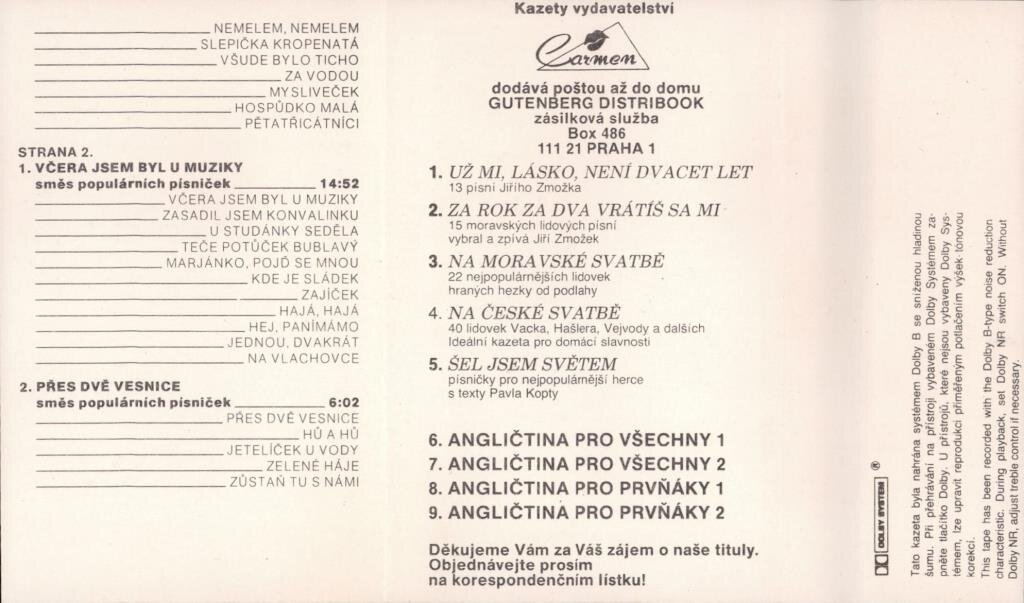 NEMELEM, NEMELEM
SLEPIČKA KROPENATÁ
VŠUDE BYLO TICHO
ZA VODOU
MYSLIVEČEK
HOSPŮDKO MALÁ
PĚTATŘICÁTNÍCI
STRANA 2.
1. VČERA JSEM BYL U MUZIKY
směs populárních písniček 14:52
VČERA JSEM BYL U MUZIKY
ZASADIL JSEM KONVALINKU
U STUDÁNKY SEDĚLA
TEČE POTŮČEK BUBLAVÝ
MARJÁNKO, POJĎ SE MNOU
KDE JE SLÁDEK
ZAJÍČEK
HAJÁ, HAJÁ
HEJ, PANÍMÁMO
JEDNOU, DVAKRÁT
NA VLACHOVCE
2. PŘES DVĚ VESNICE
směs populárních písniček 6:02
PŘES DVĚ VESNICE
HŮ A HŮ
JETELÍČEK U VODY
ZELENÉ HÁJE
ZŮSTAŇ TU S NÁMI
Kazety vydavatelství
Carmen
dodává poštou až do domu
GUTENBERG DISTRIBOOK
zásilková služba
Box 486
111 21 PRAHA 1
1. UŽ MI, LÁSKO, NENÍ DVACET LET
13 písní Jiřího Zmožka
2. ZA ROK ZA DVA VRÁTÍŠ SA MI
15 moravských lidových písní
vybral a zpívá Jiří Zmožek
3. NA MORAVSKÉ SVATBĚ
22 nejpopulárnějších lidovek
hraných hezky od podlahy
4. NA ČESKÉ SVATBĚ
40 lidovek Vacka, Hašlera, Vejvody a dalších
Ideální kazeta pro domácí slavnosti
5. ŠEL JSEM SVĚTEM
písničky pro nejpopulárnější herce
s texty Pavla Kopty
6. ANGLIČTINA PRO VŠECHNY 1
7. ANGLIČTINA PRO VŠECHNY 2
8. ANGLIČTINA PRO PRVŇÁKY 1
9. ANGLIČTINA PRO PRVŇÁKY 2
Děkujeme Vám za Váš zájem o naše tituly.
Objednávejte prosím
na korespondenčním lístku!
DOLBY SYSTEM ®
Tato kazeta byla nahrána systémem Dolby B se sníženou hladinou
šumu. Při přehrávání na přístroji vybaveném Dolby Systémem za-
pněte tlačítko Dolby. U přístrojů, které nejsou vybaveny Dolby Sys-
témem, lze upravit reprodukci přiměřeným potlačením výšek tónovou
korekcí.
This tape has been recorded with the Dolby B-type noise reduction
characteristic. During playback, set Dolby NR switch ON. Without
Dolby NR, adjust treble control if necessary.